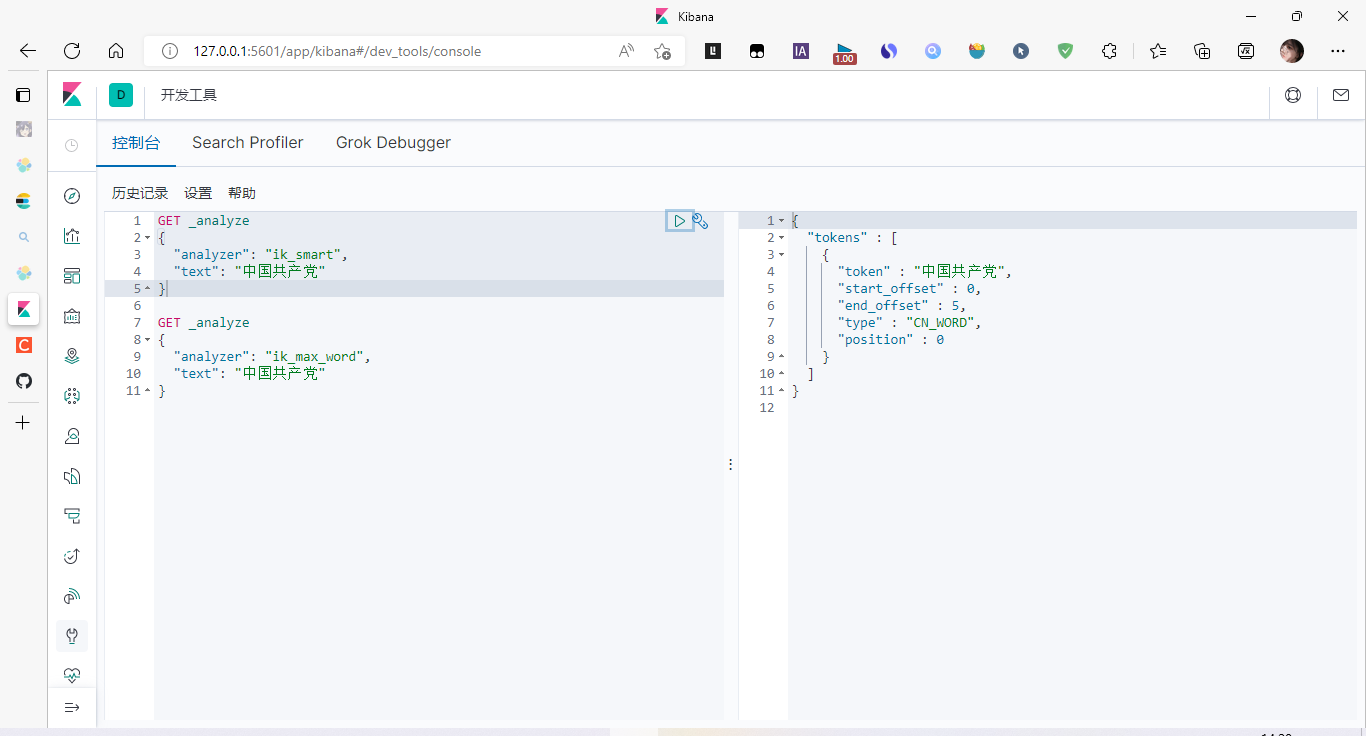 Kibana
127.0.0.1:5601/app/kibana#/dev_tools/console
1.00
D 开发工具
控制台 Search Profiler Grok Debugger
历史记录 设置 帮助
1 GET _analyze
2 {
3 "analyzer": "ik_smart",
4 "text": "中国共产党"
5 }
6
7 GET _analyze
8 {
9 "analyzer": "ik_max_word",
10 "text": "中国共产党"
11 }
1 {
2 "tokens" : [
3 {
4 "token" : "中国共产党",
5 "start_offset" : 0,
6 "end_offset" : 5,
7 "type" : "CN_WORD",
8 "position" : 0
9 }
10 ]
11 }
12